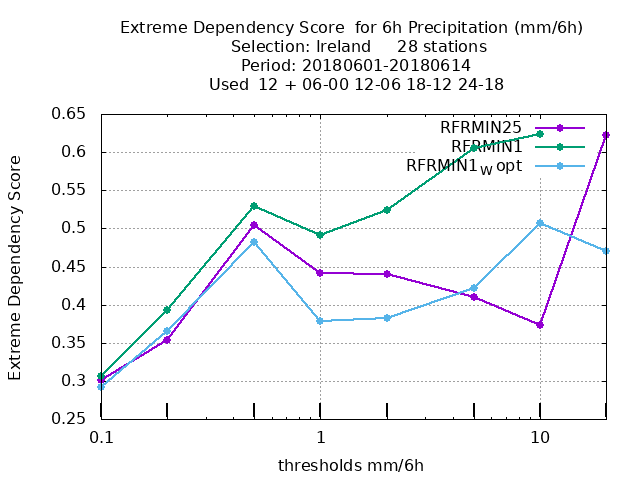 Extreme Dependency Score  for 6h Precipitation (mm/6h)
Selection: Ireland     28 stations
Period: 20180601-20180614
Used  12 + 06-00 12-06 18-12 24-18
Extreme Dependency Score
0.65
0.6
0.55
0.5
0.45
0.4
0.35
0.3
0.25
RFRMIN25
RFRMIN1
RFRMIN1w opt
0.1
1
10
thresholds mm/6h